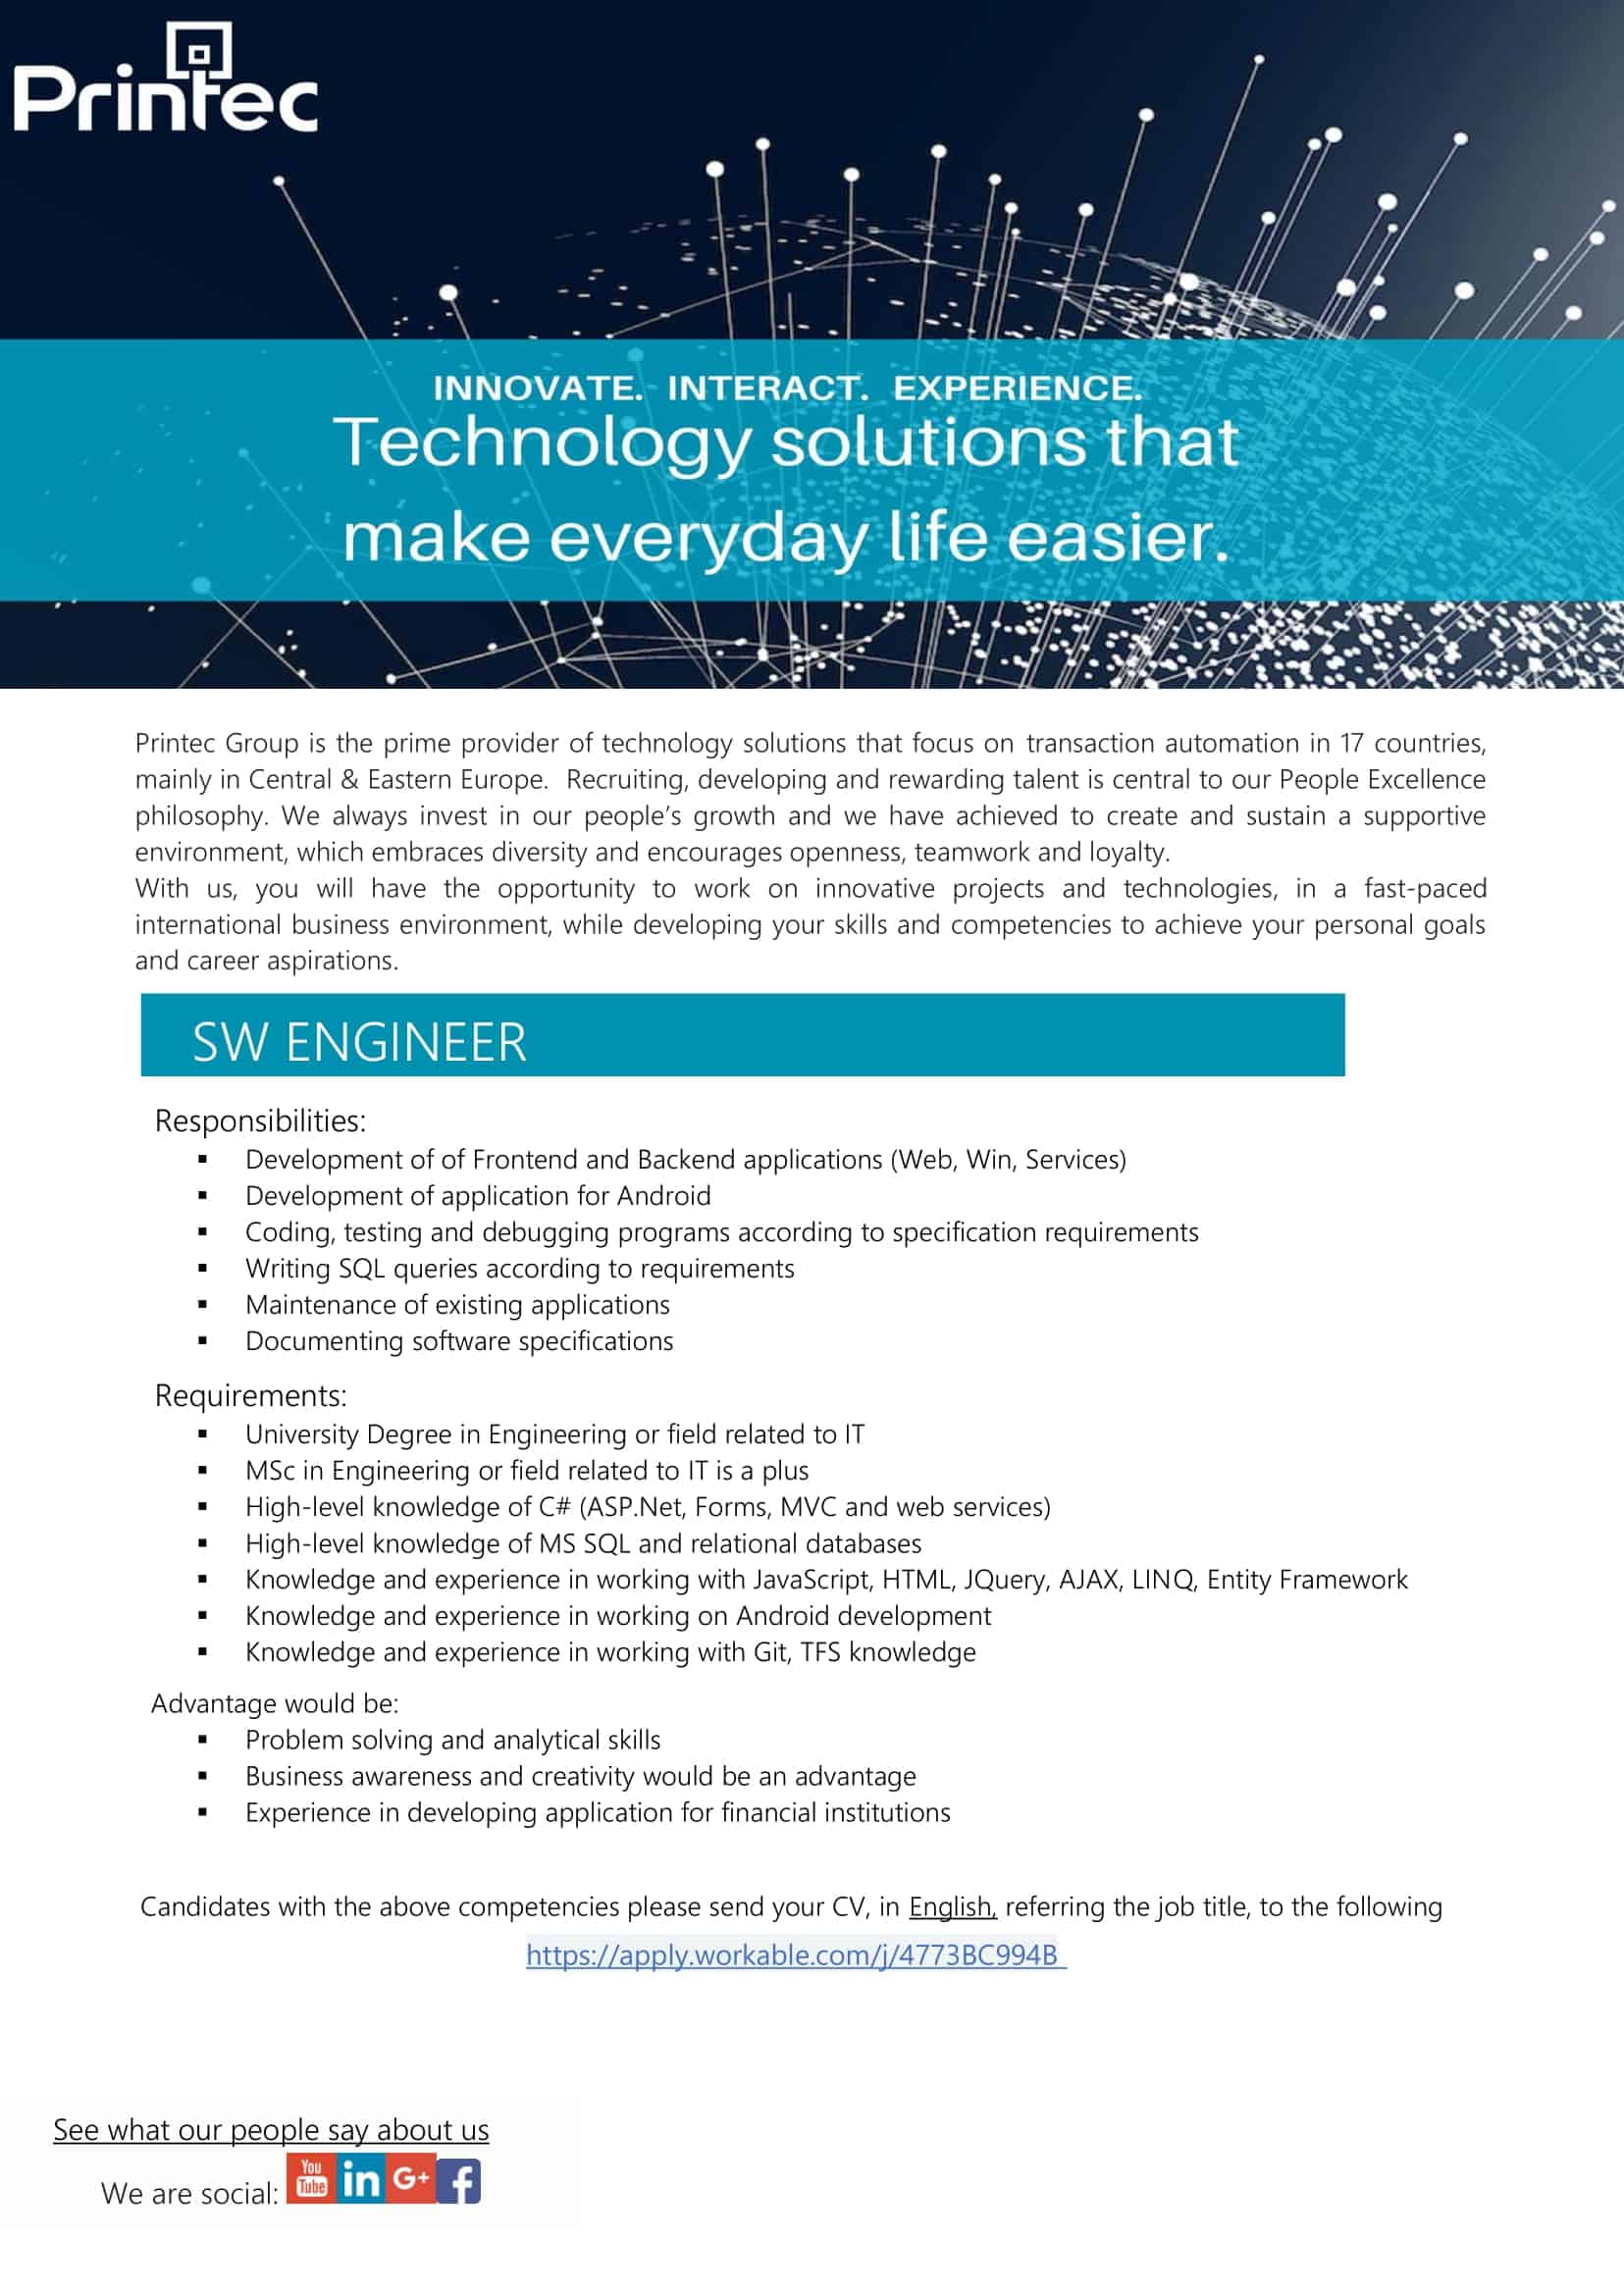 Printec
INNOVATE. INTERACT. EXPERIENCE.
Technology solutions that
make everyday life easier.
Printec Group is the prime provider of technology solutions that focus on transaction automation in 17 countries,
mainly in Central & Eastern Europe. Recruiting, developing and rewarding talent is central to our People Excellence
philosophy. We always invest in our people’s growth and we have achieved to create and sustain a supportive
environment, which embraces diversity and encourages openness, teamwork and loyalty.
With us, you will have the opportunity to work on innovative projects and technologies, in a fast-paced
international business environment, while developing your skills and competencies to achieve your personal goals
and career aspirations.
SW ENGINEER
Responsibilities:
▪ Development of of Frontend and Backend applications (Web, Win, Services)
▪ Development of application for Android
▪ Coding, testing and debugging programs according to specification requirements
▪ Writing SQL queries according to requirements
▪ Maintenance of existing applications
▪ Documenting software specifications
Requirements:
▪ University Degree in Engineering or field related to IT
▪ MSc in Engineering or field related to IT is a plus
▪ High-level knowledge of C# (ASP.Net, Forms, MVC and web services)
▪ High-level knowledge of MS SQL and relational databases
▪ Knowledge and experience in working with JavaScript, HTML, JQuery, AJAX, LINQ, Entity Framework
▪ Knowledge and experience in working on Android development
▪ Knowledge and experience in working with Git, TFS knowledge
Advantage would be:
▪ Problem solving and analytical skills
▪ Business awareness and creativity would be an advantage
▪ Experience in developing application for financial institutions
Candidates with the above competencies please send your CV, in English, referring the job title, to the following
https://apply.workable.com/j/4773BC994B
See what our people say about us
We are social: You Tube in G+ f